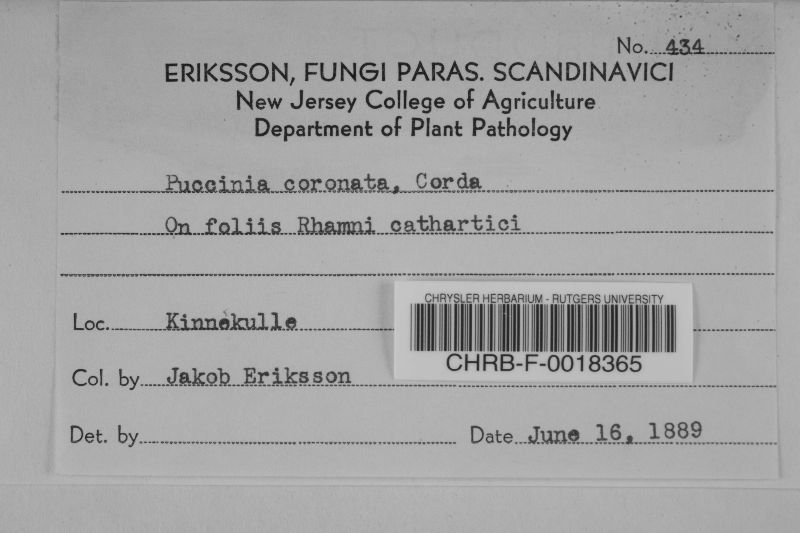 No. 434
ERIKSSON, FUNGI PARAS. SCANDINAVICI
New Jersey College of Agriculture
Department of Plant Pathology
Puccinia coronata, Corda
On foliis Rhamni cathartici
CHRYSLER HERBARIUM - RUTGERS UNIVERSITY
CHRB-F-0018365
Loc. Kinnekulle
Col. by Jakob Eriksson
Det. by
Date June 16, 1889